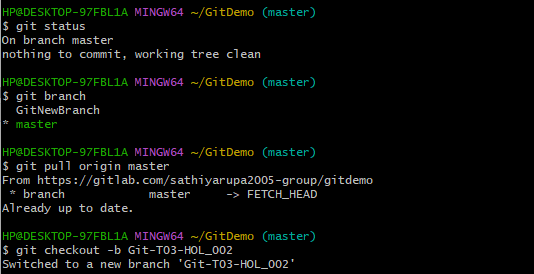 HP@DESKTOP-97FBL1A MINGW64 ~/GitDemo (master)
$ git status
On branch master
nothing to commit, working tree clean
HP@DESKTOP-97FBL1A MINGW64 ~/GitDemo (master)
$ git branch
  GitNewBranch
* master
HP@DESKTOP-97FBL1A MINGW64 ~/GitDemo (master)
$ git pull origin master
From https://gitlab.com/sathiyarupa2005-group/gitdemo
 * branch            master     -> FETCH_HEAD
Already up to date.
HP@DESKTOP-97FBL1A MINGW64 ~/GitDemo (master)
$ git checkout -b Git-T03-HOL_002
Switched to a new branch 'Git-T03-HOL_002'